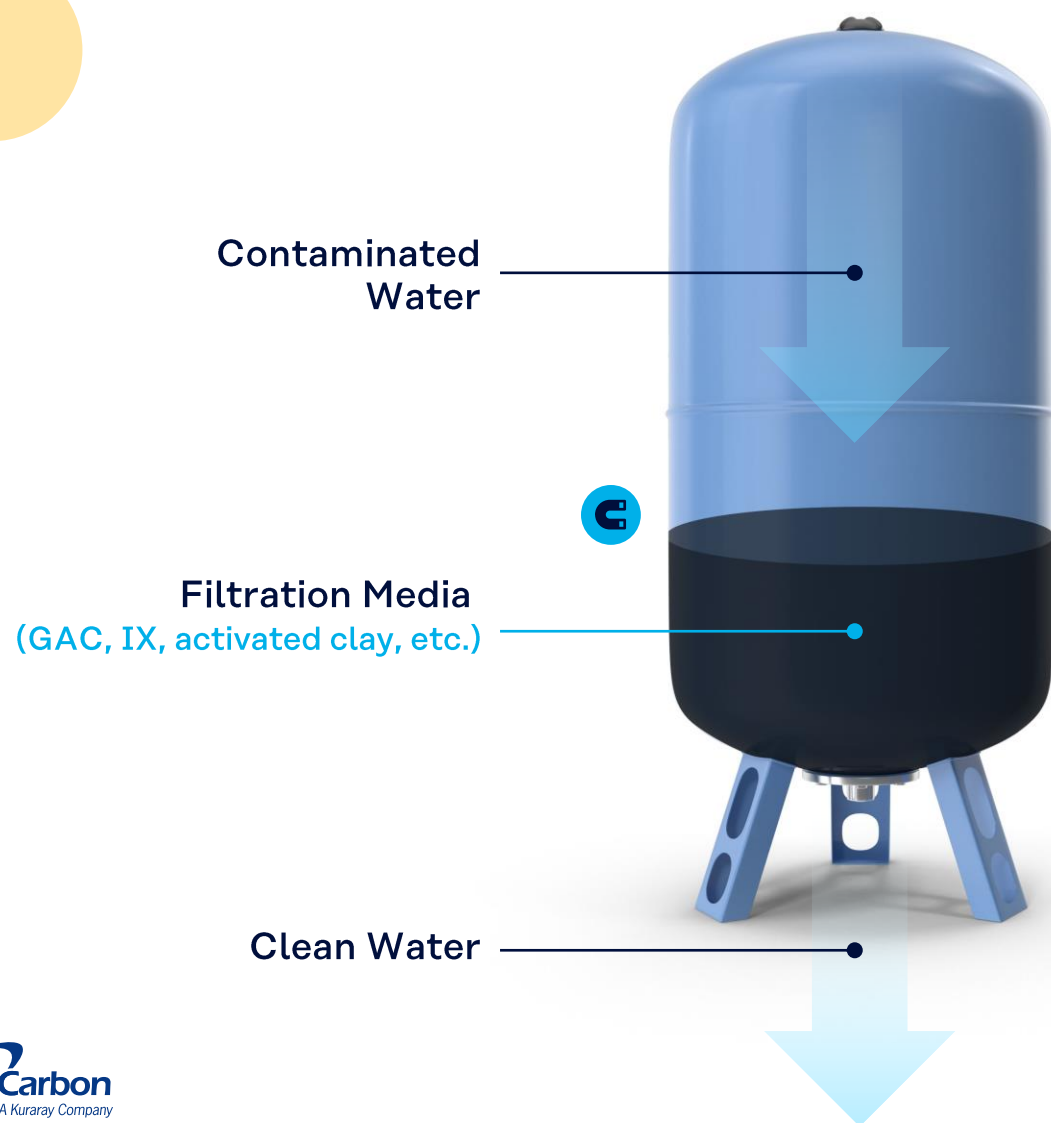 Contaminated
Water
Filtration Media
(GAC, IX, activated clay, etc.)
Clean Water
Carbon
A Kuraray Company